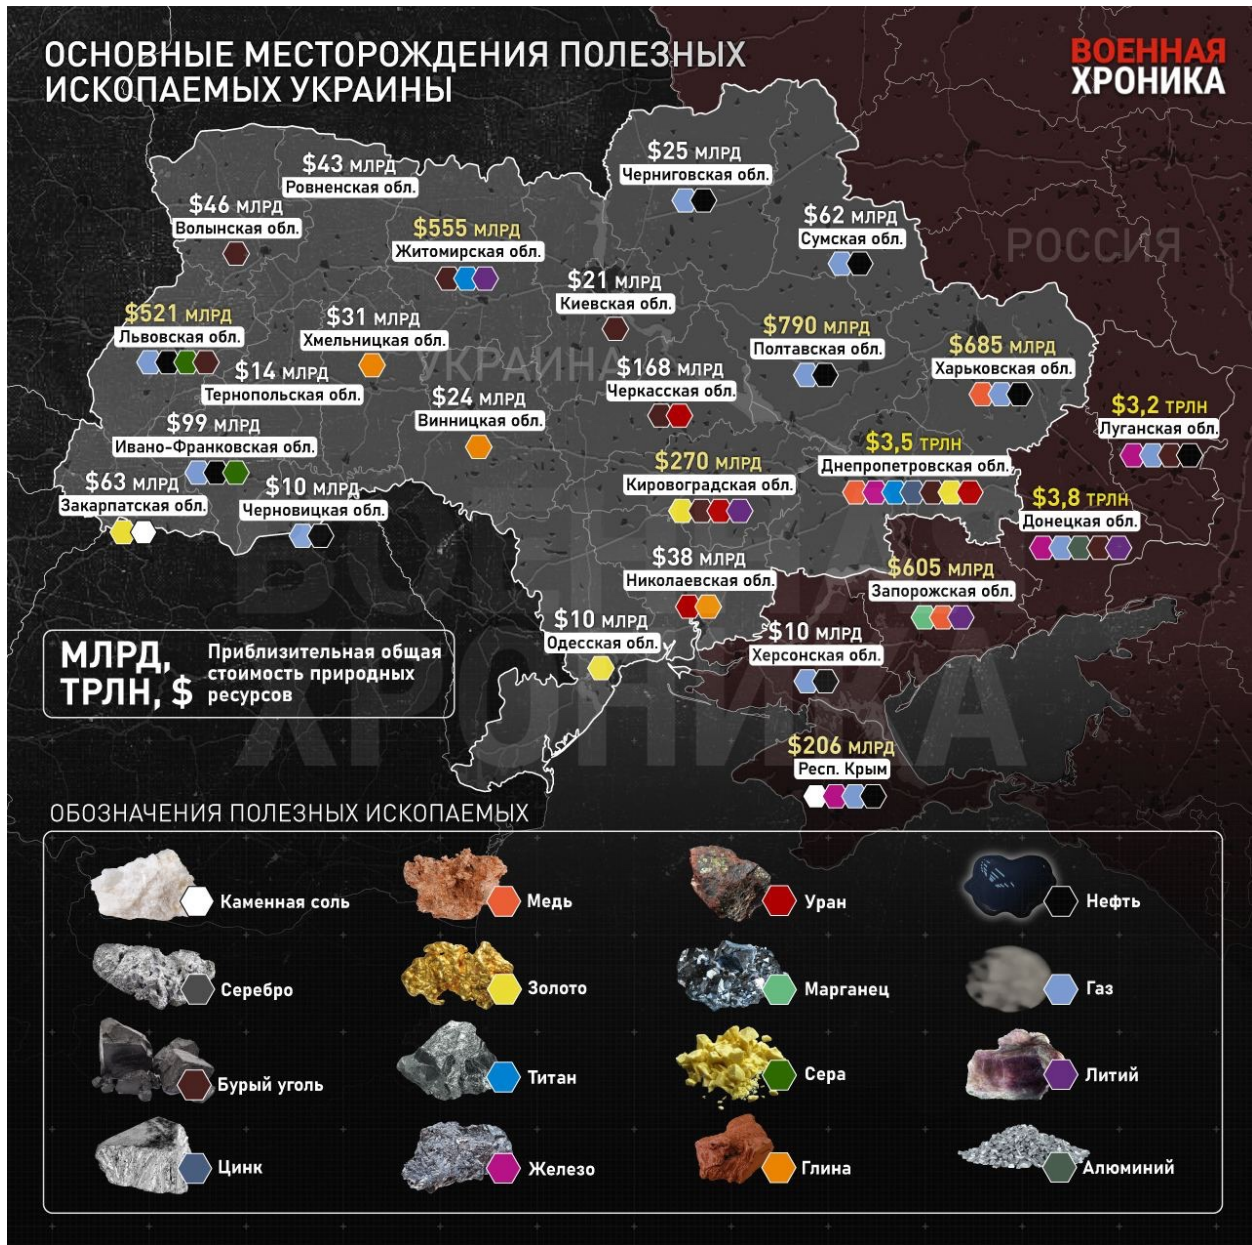 ОСНОВНЫЕ МЕСТОРОЖДЕНИЯ ПОЛЕЗНЫХ
ИСКОПАЕМЫХ УКРАИНЫ
ВОЕННАЯ
ХРОНИКА
$25 МЛРД
Черниговская обл.
$43 МЛРД
Ровненская обл.
$46 МЛРД
Волынская обл.
$555 МЛРД
Житомирская обл.
$62 МЛРД
Сумская обл.
РОССИЯ
$21 МЛРД
Киевская обл.
$521 МЛРД
Львовская обл.
$31 МЛРД
Хмельницкая обл.
УКРАИНА
$790 МЛРД
Полтавская обл.
$685 МЛРД
Харьковская обл.
$14 МЛРД
Тернопольская обл.
$168 МЛРД
Черкасская обл.
$24 МЛРД
Винницкая обл.
$3,2 ТРЛН
Луганская обл.
$99 МЛРД
Ивано-Франковская обл.
$3,5 ТРЛН
Днепропетровская обл.
$270 МЛРД
Кировоградская обл.
$63 МЛРД
Закарпатская обл.
$10 МЛРД
Черновицкая обл.
$3,8 ТРЛН
Донецкая обл.
$38 МЛРД
Николаевская обл.
$605 МЛРД
Запорожская обл.
$10 МЛРД
Одесская обл.
$10 МЛРД
Херсонская обл.
ВОЕННАЯ
ХРОНИКА
МЛРД,
ТРЛН, $
Приблизительная общая
стоимость природных
ресурсов
$206 МЛРД
Респ. Крым
ОБОЗНАЧЕНИЯ ПОЛЕЗНЫХ ИСКОПАЕМЫХ
Каменная соль
Медь
Уран
Нефть
Серебро
Золото
Марганец
Газ
Бурый уголь
Титан
Сера
Литий
Цинк
Железо
Глина
Алюминий